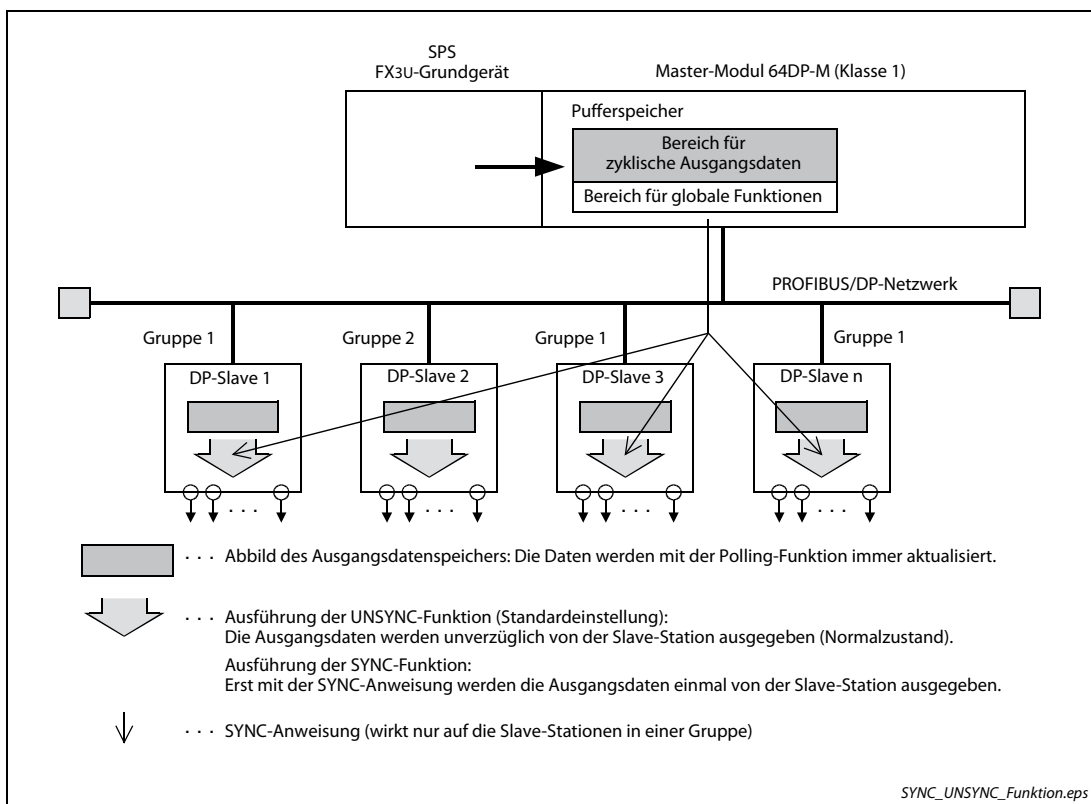 SPS
FX3U-Grundgerät
Master-Modul 64DP-M (Klasse 1)
Pufferspeicher
Bereich für
zyklische Ausgangsdaten
Bereich für globale Funktionen
PROFIBUS/DP-Netzwerk
Gruppe 1
Gruppe 2
Gruppe 1
Gruppe 1
DP-Slave 1
DP-Slave 2
DP-Slave 3
DP-Slave n
· · ·
· · ·
· · ·
· · ·
· · · Abbild des Ausgangsdatenspeichers: Die Daten werden mit der Polling-Funktion immer aktualisiert.
· · · Ausführung der UNSYNC-Funktion (Standardeinstellung):
Die Ausgangsdaten werden unverzüglich von der Slave-Station ausgegeben (Normalzustand).
Ausführung der SYNC-Funktion:
Erst mit der SYNC-Anweisung werden die Ausgangsdaten einmal von der Slave-Station ausgegeben.
· · · SYNC-Anweisung (wirkt nur auf die Slave-Stationen in einer Gruppe)
SYNC_UNSYNC_Funktion.eps